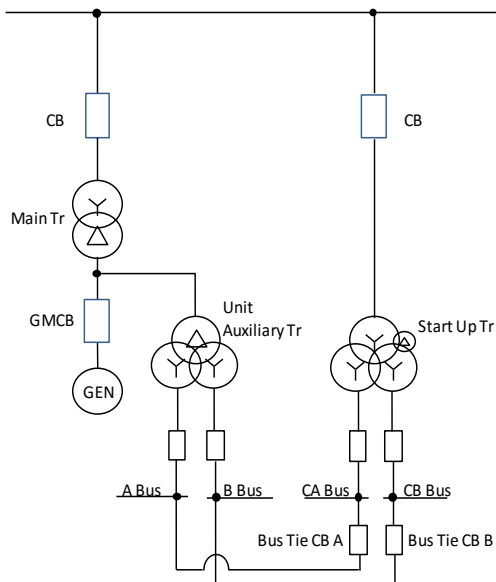 CB
CB
Main Tr
GMCB
Unit
Auxiliary Tr
Start Up Tr
GEN
A Bus
B Bus
CA Bus
CB Bus
Bus Tie CB A
Bus Tie CB B